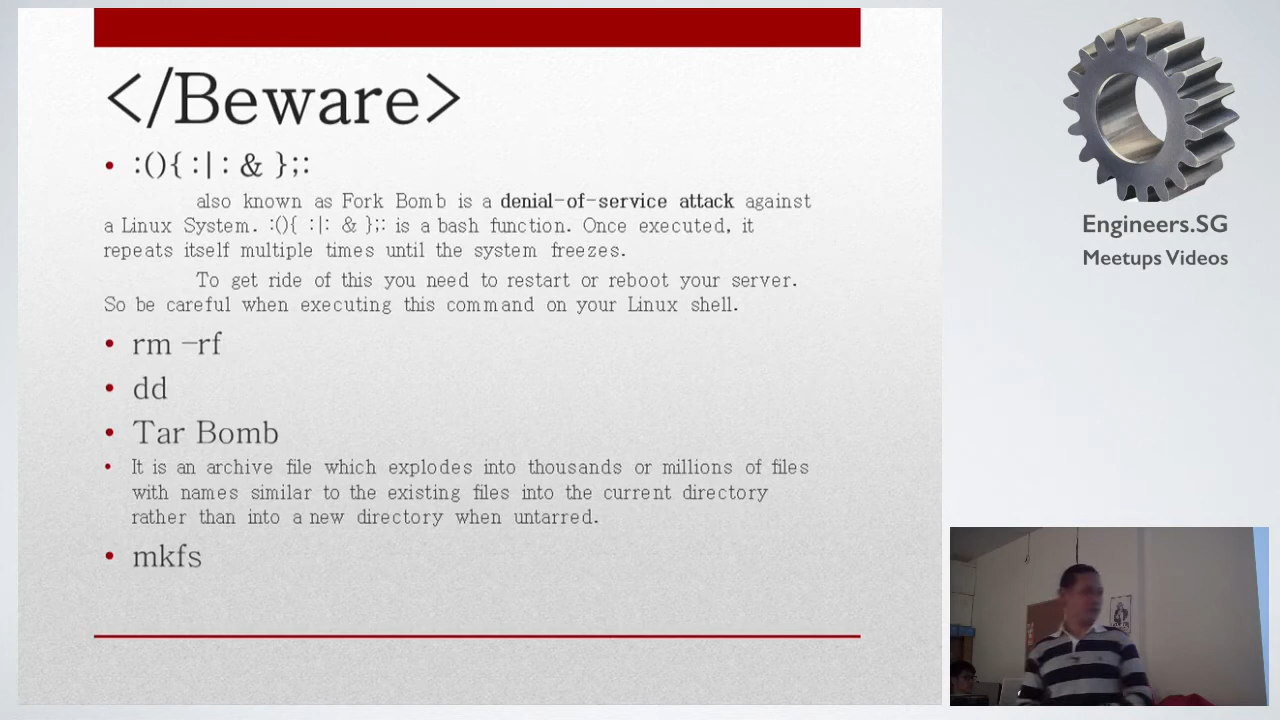 </Beware>
• :(){ :|: & };:
also known as Fork Bomb is a denial-of-service attack against
a Linux System. :(){ :|: & };: is a bash function. Once executed, it
repeats itself multiple times until the system freezes.
To get ride of this you need to restart or reboot your server.
So be careful when executing this command on your Linux shell.
• rm –rf
• dd
• Tar Bomb
• It is an archive file which explodes into thousands or millions of files
with names similar to the existing files into the current directory
rather than into a new directory when untarred.
• mkfs
Engineers.SG
Meetups Videos